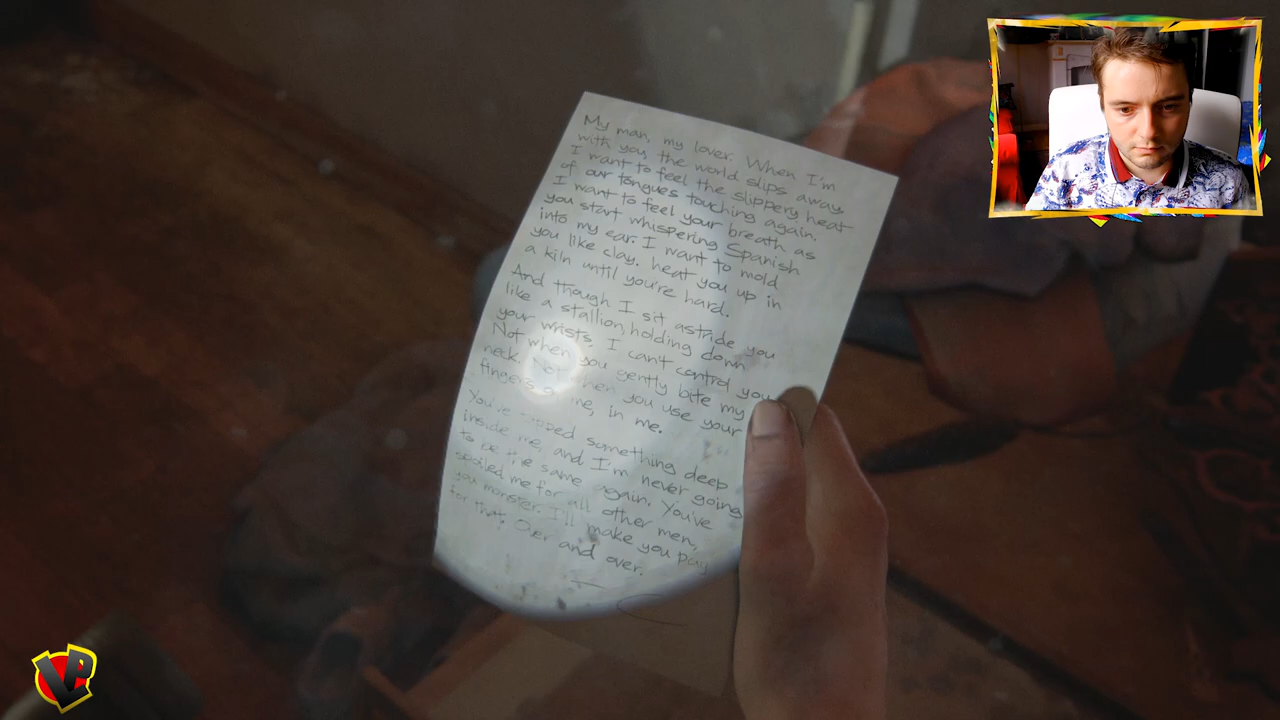 My man, my lover. When I'm
with you, the world slips away.
I want to feel the slippery heat
of our tongues touching again.
I want to feel your breath as
you start whispering Spanish
into my ear. I want to mold
you like clay. heat you up in
a kiln until you're hard.
And though I sit astride you
like a stallion, holding down
your wrists, I can't control you.
Not when you gently bite my
neck. Not when you use your
fingers on me, in me.
You've tapped something deep
inside me, and I'm never going
to be the same again. You've
spoiled me for all other men,
you monster. I'll make you pay
for that. Over and over.
VP